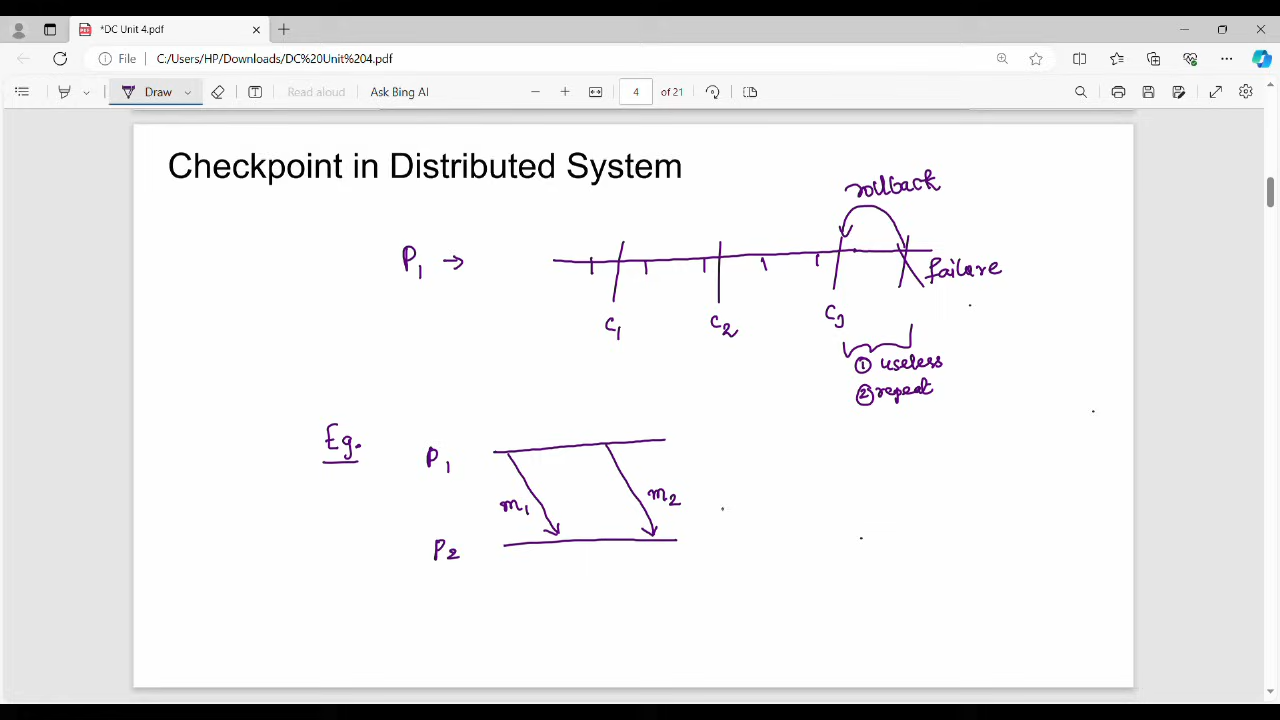 *DC Unit 4.pdf
File C:/Users/HP/Downloads/DC%20Unit%204.pdf
Draw Read aloud Ask Bing AI 4 of 21
Checkpoint in Distributed System
rollback
P1 →
failure
C1 C2 C3
① useless
② repeat
Eg.
P1
m1 m2
P2